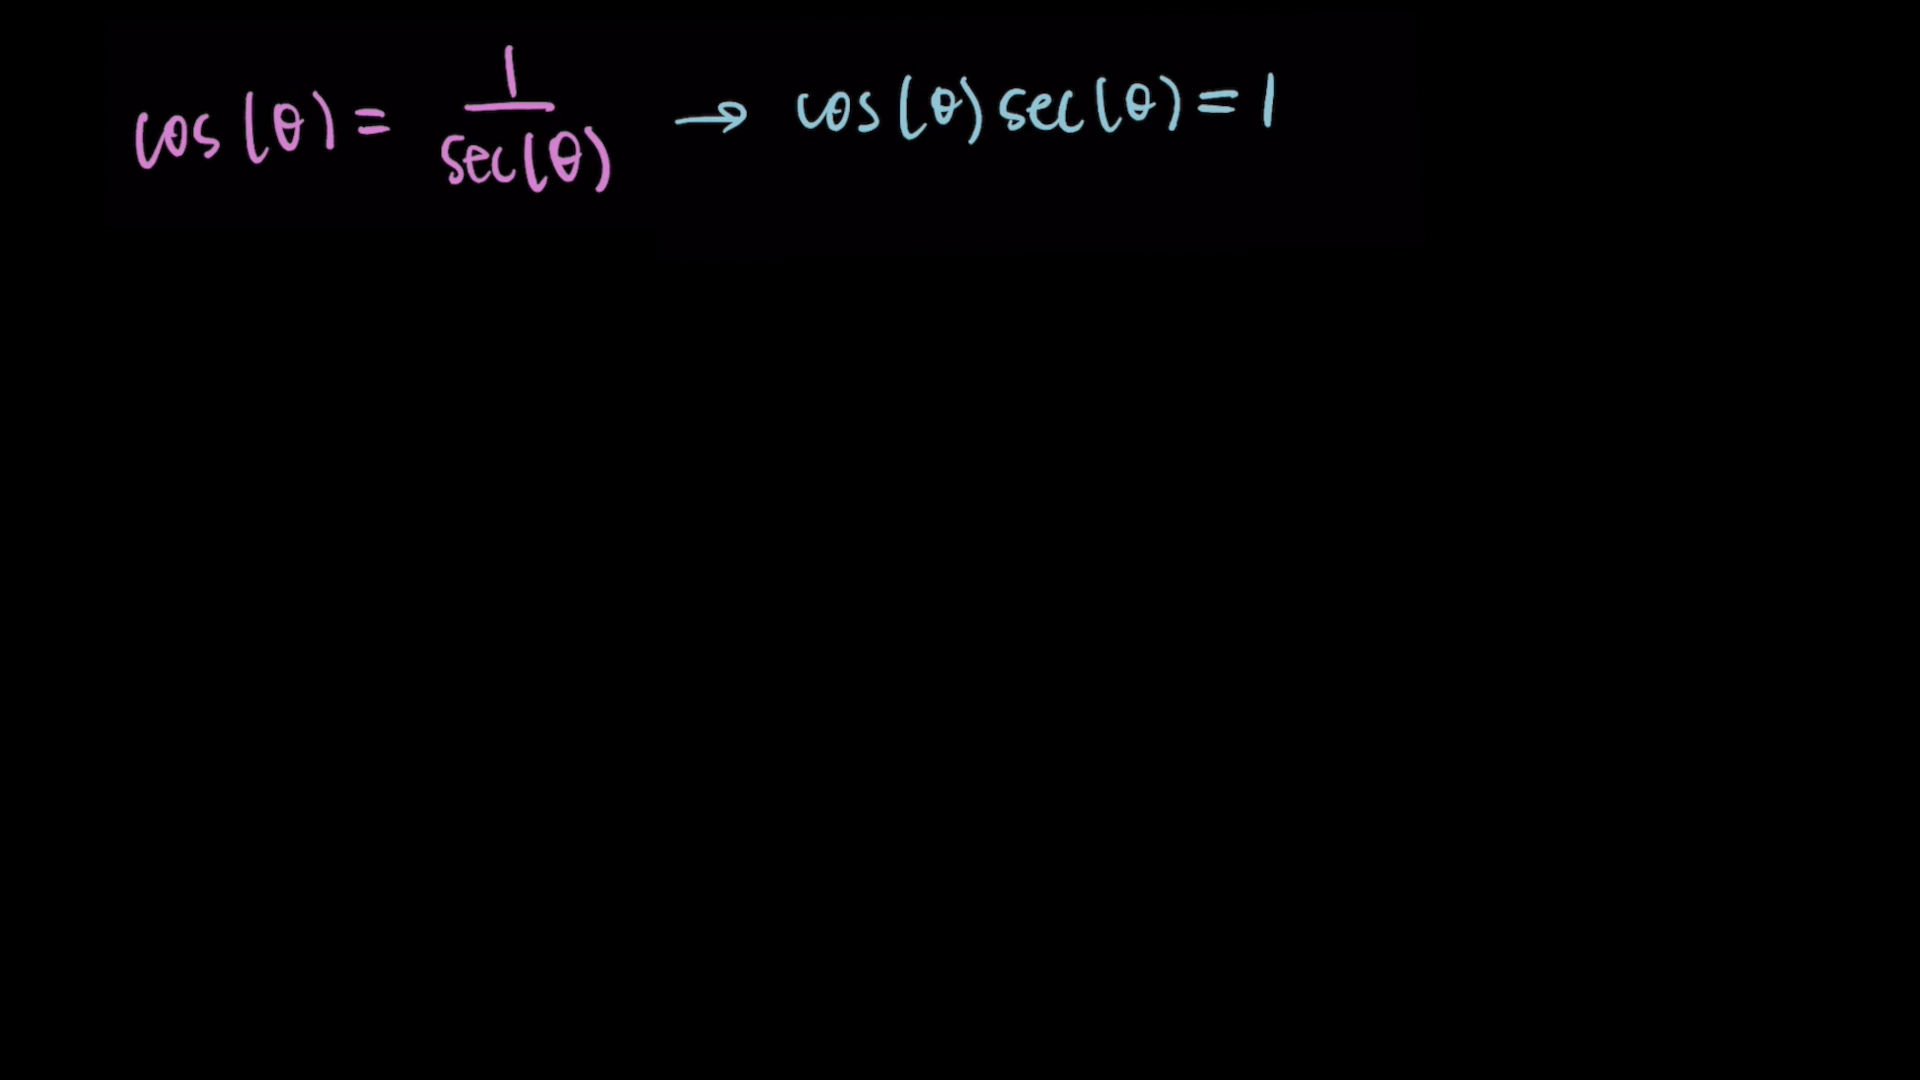 cos(θ) = 1/sec(θ) → cos(θ) sec(θ) = 1